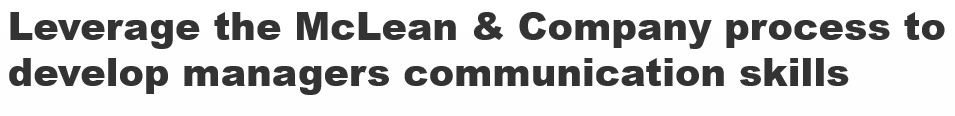 Leverage the McLean & Company process to
develop managers communication skills